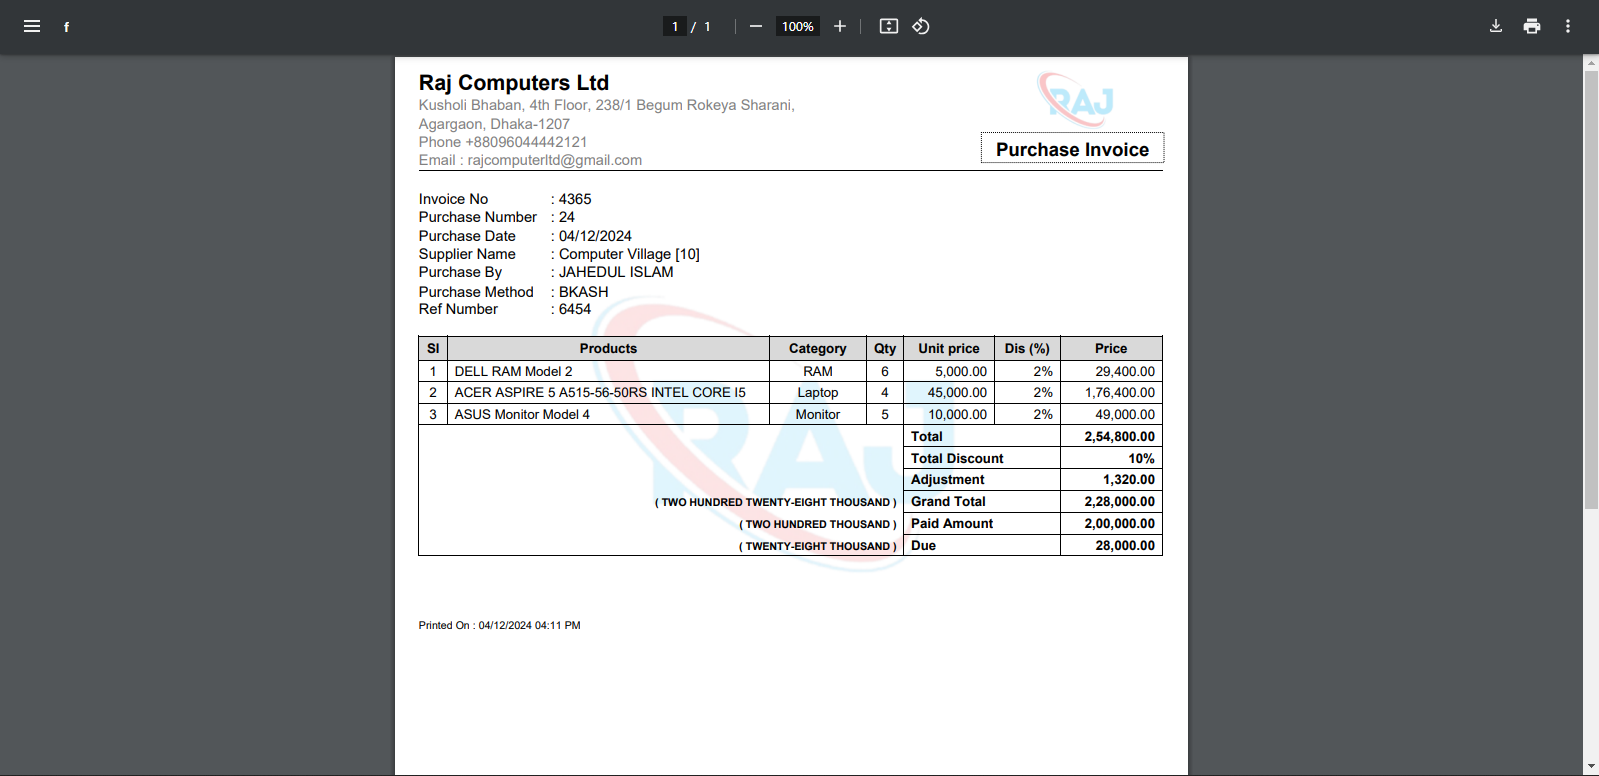 f
1 / 1
100%
Raj Computers Ltd
Kusholi Bhaban, 4th Floor, 238/1 Begum Rokeya Sharani,
Agargaon, Dhaka-1207
Phone +88096044442121
Email : rajcomputerltd@gmail.com
RAJ
Purchase Invoice
Invoice No : 4365
Purchase Number : 24
Purchase Date : 04/12/2024
Supplier Name : Computer Village [10]
Purchase By : JAHEDUL ISLAM
Purchase Method : BKASH
Ref Number : 6454
Sl Products Category Qty Unit price Dis (%) Price
1 DELL RAM Model 2 RAM 6 5,000.00 2% 29,400.00
2 ACER ASPIRE 5 A515-56-50RS INTEL CORE I5 Laptop 4 45,000.00 2% 1,76,400.00
3 ASUS Monitor Model 4 Monitor 5 10,000.00 2% 49,000.00
RAJ
Total 2,54,800.00
Total Discount 10%
Adjustment 1,320.00
( TWO HUNDRED TWENTY-EIGHT THOUSAND ) Grand Total 2,28,000.00
( TWO HUNDRED THOUSAND ) Paid Amount 2,00,000.00
( TWENTY-EIGHT THOUSAND ) Due 28,000.00
Printed On : 04/12/2024 04:11 PM